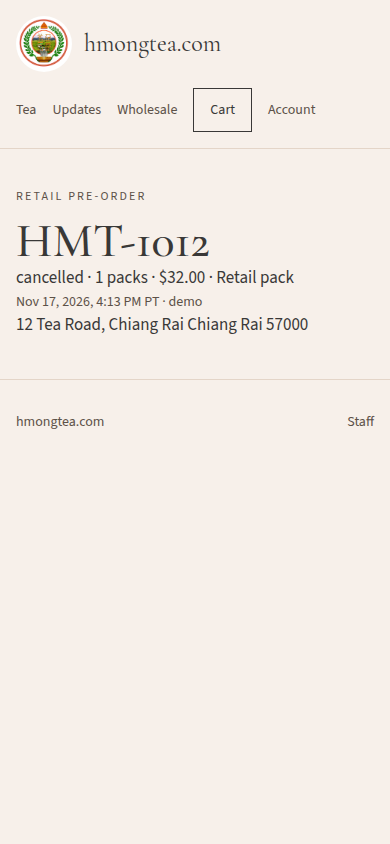 hmongtea.com
Tea Updates Wholesale Cart Account
RETAIL PRE-ORDER
HMT-1012
cancelled · 1 packs · $32.00 · Retail pack
Nov 17, 2026, 4:13 PM PT · demo
12 Tea Road, Chiang Rai Chiang Rai 57000
hmongtea.com Staff